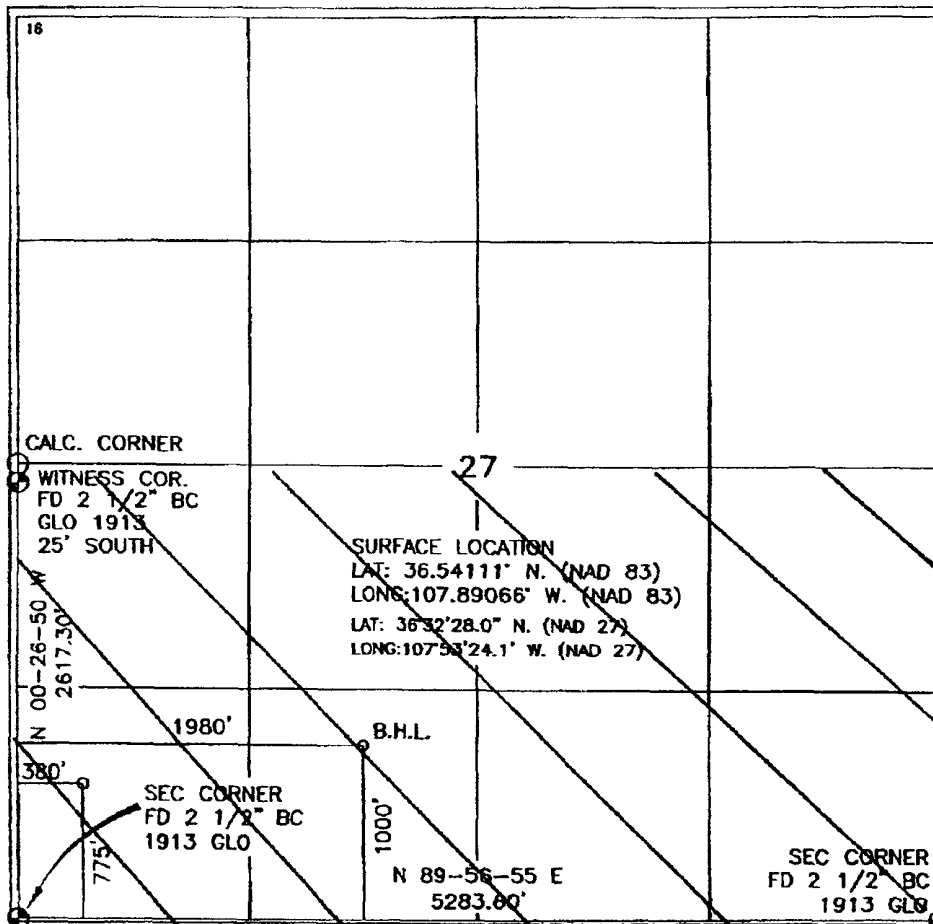 16
CALC. CORNER
27
WITNESS COR.
FD 2 1/2" BC
GLO 1913
25' SOUTH
SURFACE LOCATION
LAT: 36.54111° N. (NAD 83)
LONG:107.89066° W. (NAD 83)
LAT: 36°32'28.0" N. (NAD 27)
LONG:107°53'24.1' W. (NAD 27)
N 00-26-50 W
2617.30'
1980'
B.H.L.
380'
SEC CORNER
FD 2 1/2" BC
1913 GLO
775'
1000'
N 89-56-55 E
5283.60'
SEC CORNER
FD 2 1/2" BC
1913 GLO